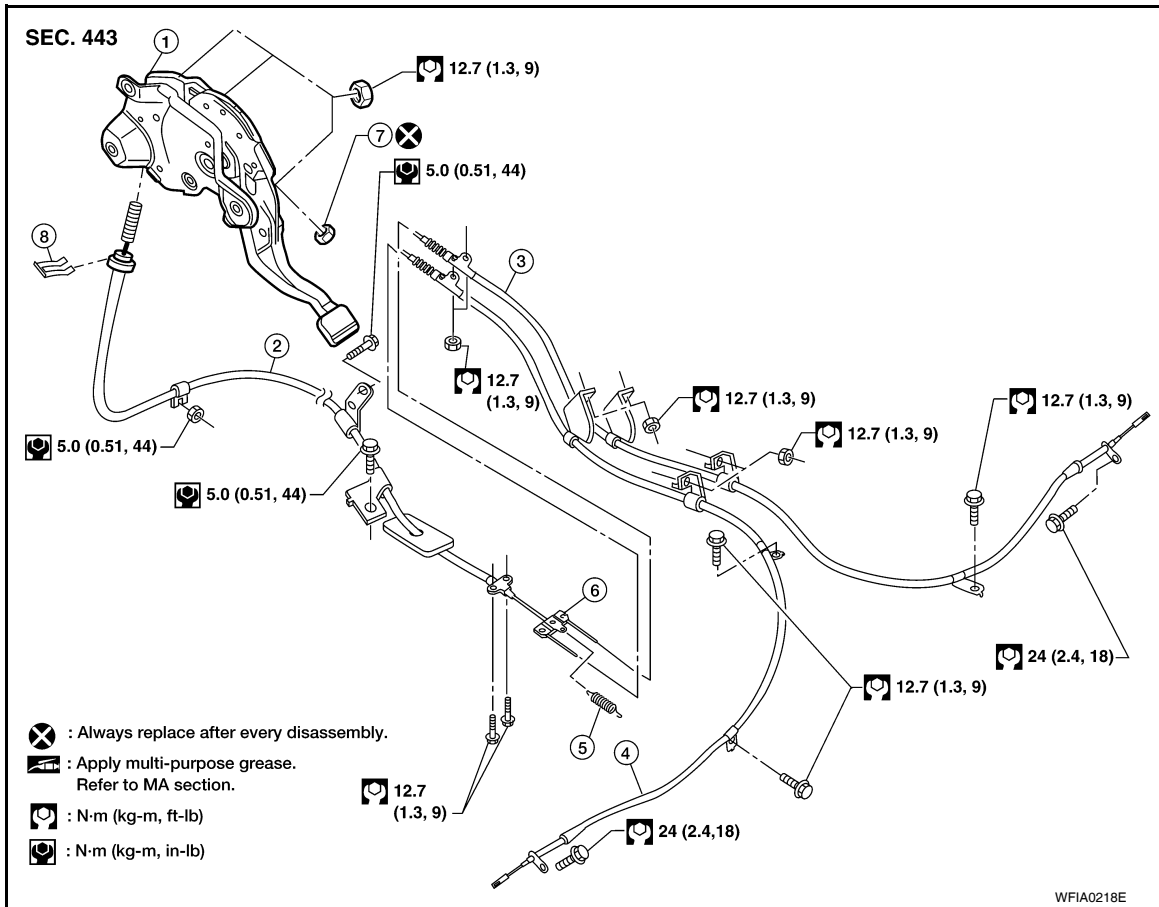 SEC. 443
1
12.7 (1.3, 9)
7
5.0 (0.51, 44)
8
3
2
12.7
(1.3, 9)
12.7 (1.3, 9)
12.7 (1.3, 9)
12.7 (1.3, 9)
5.0 (0.51, 44)
5.0 (0.51, 44)
6
24 (2.4, 18)
12.7 (1.3, 9)
5
4
12.7
(1.3, 9)
24 (2.4,18)
: Always replace after every disassembly.
: Apply multi-purpose grease.
Refer to MA section.
: N·m (kg-m, ft-lb)
: N·m (kg-m, in-lb)
WFIA0218E